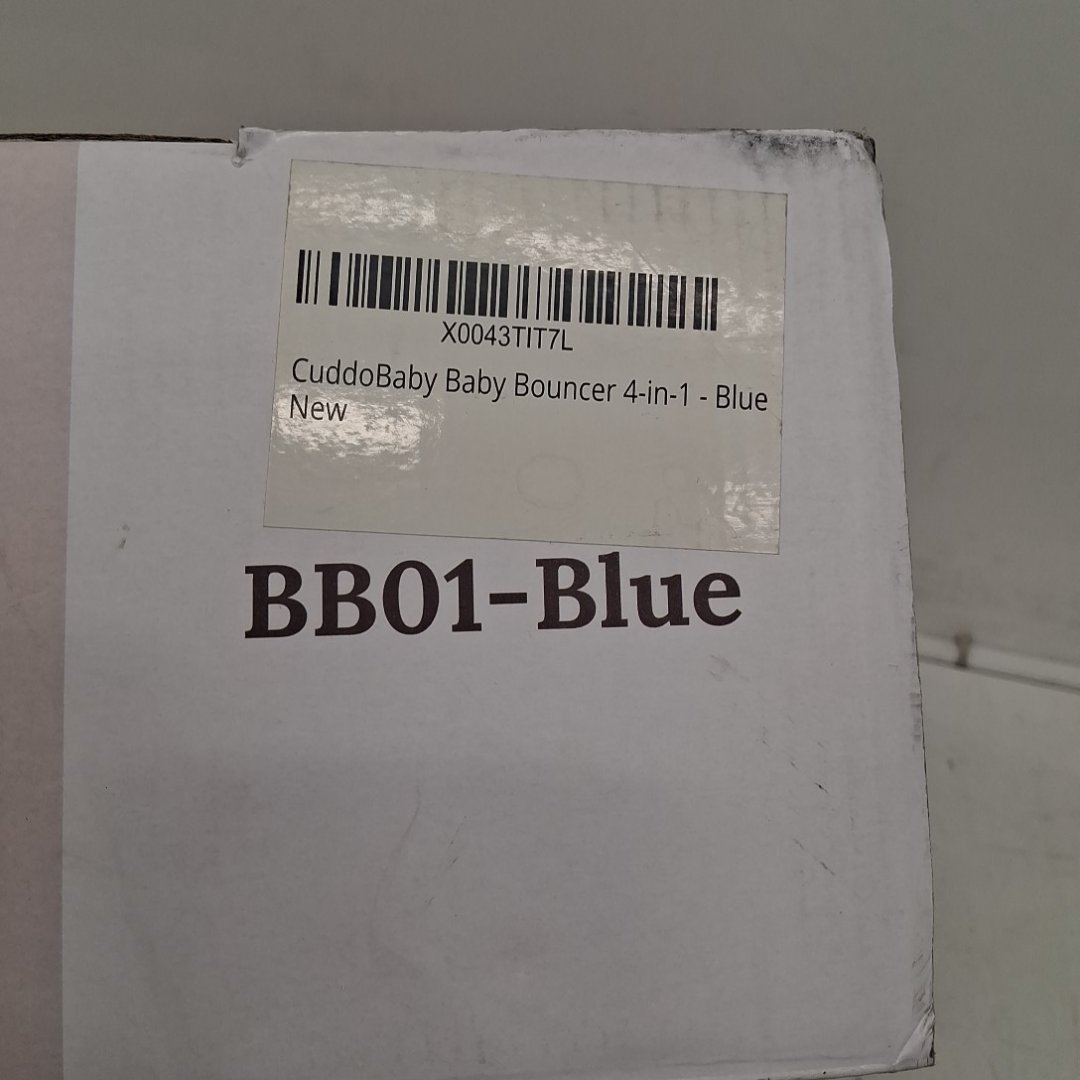 X0043TIT7L
CuddoBaby Baby Bouncer 4-in-1 - Blue
New
BB01-Blue